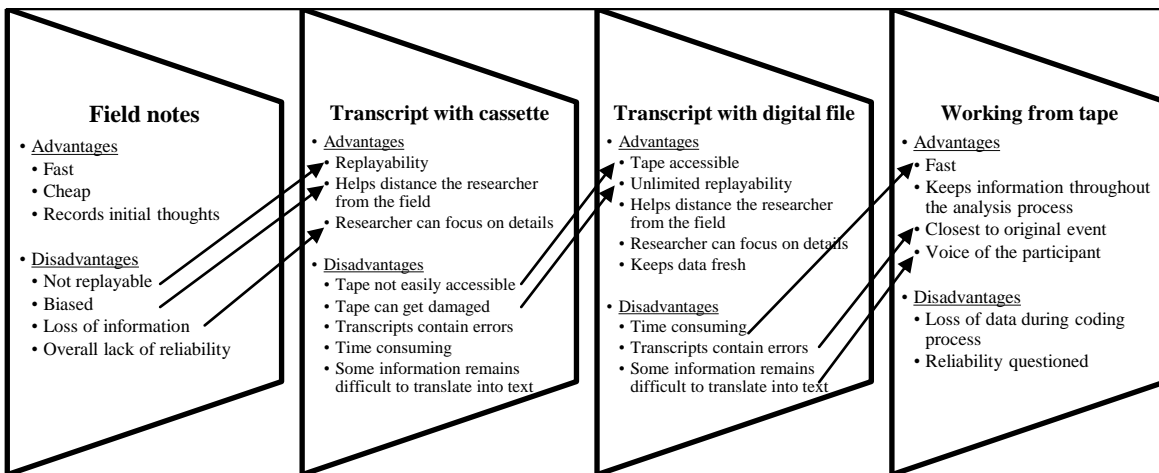 Field notes
• Advantages
• Fast
• Cheap
• Records initial thoughts
• Disadvantages
• Not replayable
• Biased
• Loss of information
• Overall lack of reliability
Transcript with cassette
• Advantages
• Replayability
• Helps distance the researcher
from the field
• Researcher can focus on details
• Disadvantages
• Tape not easily accessible
• Tape can get damaged
• Transcripts contain errors
• Time consuming
• Some information remains
difficult to translate into text
Transcript with digital file
• Advantages
• Tape accessible
• Unlimited replayability
• Helps distance the researcher
from the field
• Researcher can focus on details
• Keeps data fresh
• Disadvantages
• Time consuming
• Transcripts contain errors
• Some information remains
difficult to translate into text
Working from tape
• Advantages
• Fast
• Keeps information throughout
the analysis process
• Closest to original event
• Voice of the participant
• Disadvantages
• Loss of data during coding
process
• Reliability questioned